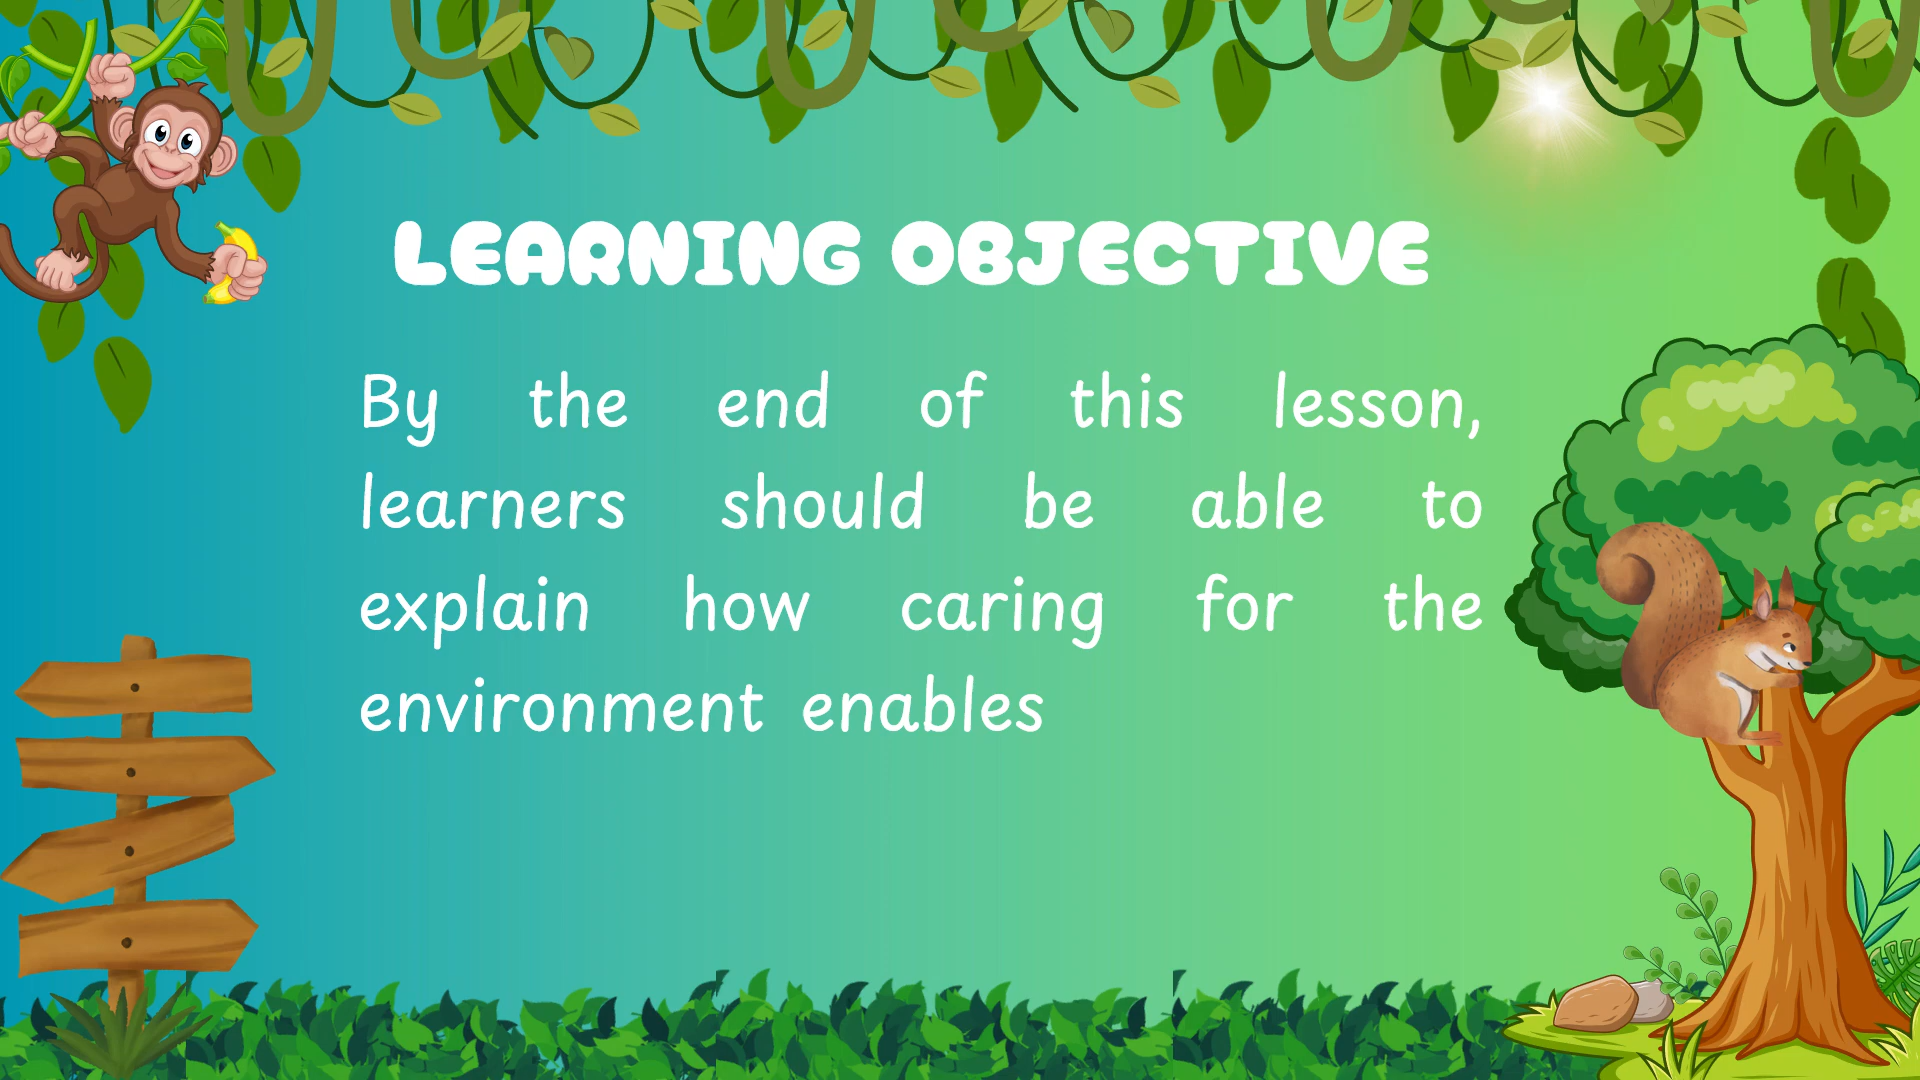 LEARNING OBJECTIVE
By the end of this lesson,
learners should be able to
explain how caring for the
environment enables